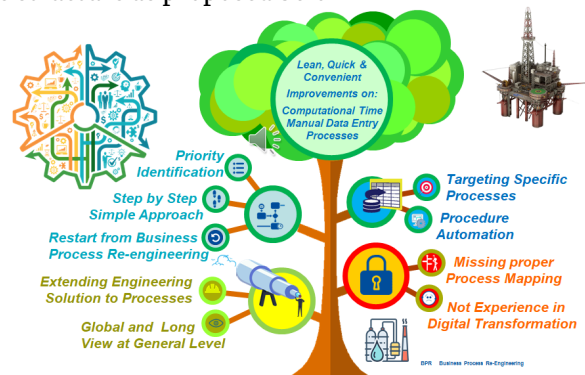 Lean, Quick &
Convenient
Improvements on:
Computational Time
Manual Data Entry
Processes
Priority
Identification
Step by Step
Simple Approach
Restart from Business
Process Re-engineering
Extending Engineering
Solution to Processes
Global and Long
View at General Level
Targeting Specific
Processes
Procedure
Automation
Missing proper
Process Mapping
Not Experience in
Digital Transformation
BPR Business Process Re-Engineering